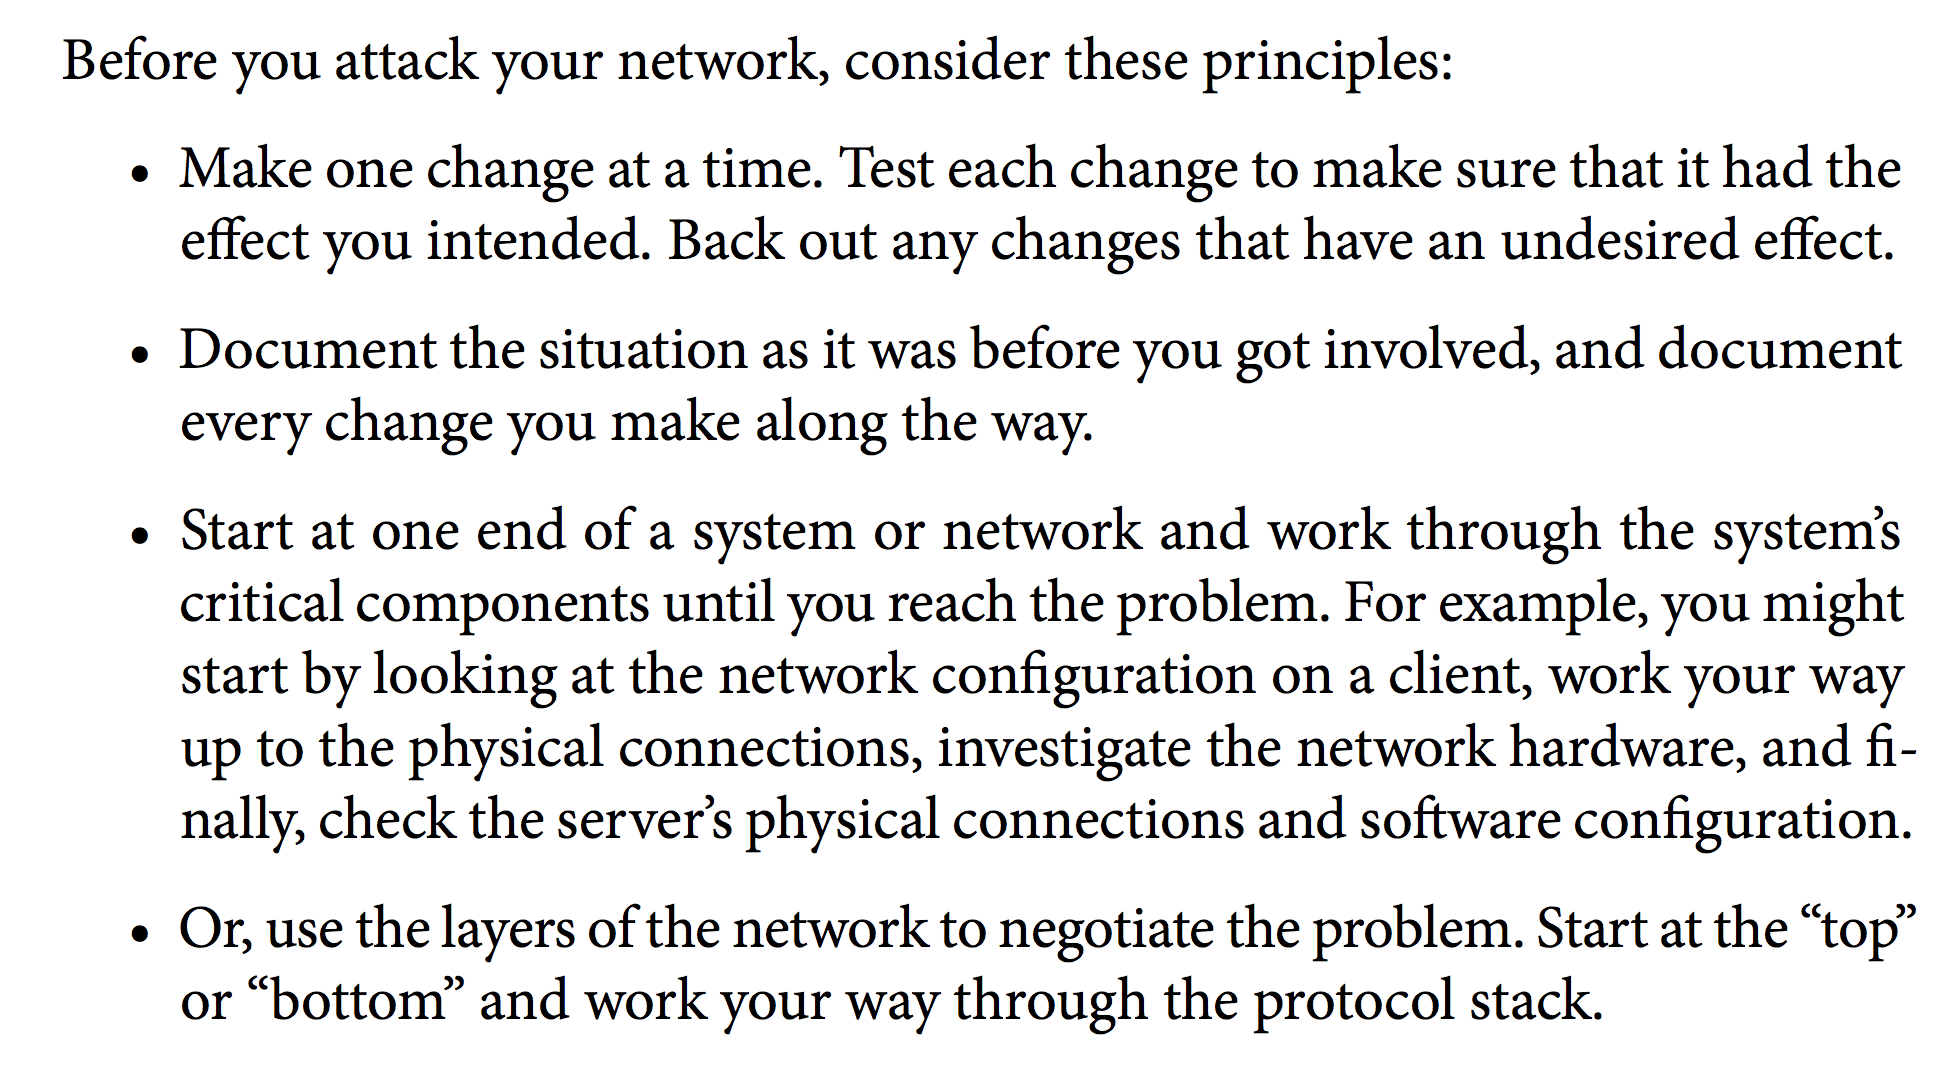 Before you attack your network, consider these principles:
• Make one change at a time. Test each change to make sure that it had the
effect you intended. Back out any changes that have an undesired effect.
• Document the situation as it was before you got involved, and document
every change you make along the way.
• Start at one end of a system or network and work through the system’s
critical components until you reach the problem. For example, you might
start by looking at the network configuration on a client, work your way
up to the physical connections, investigate the network hardware, and fi-
nally, check the server’s physical connections and software configuration.
• Or, use the layers of the network to negotiate the problem. Start at the “top”
or “bottom” and work your way through the protocol stack.